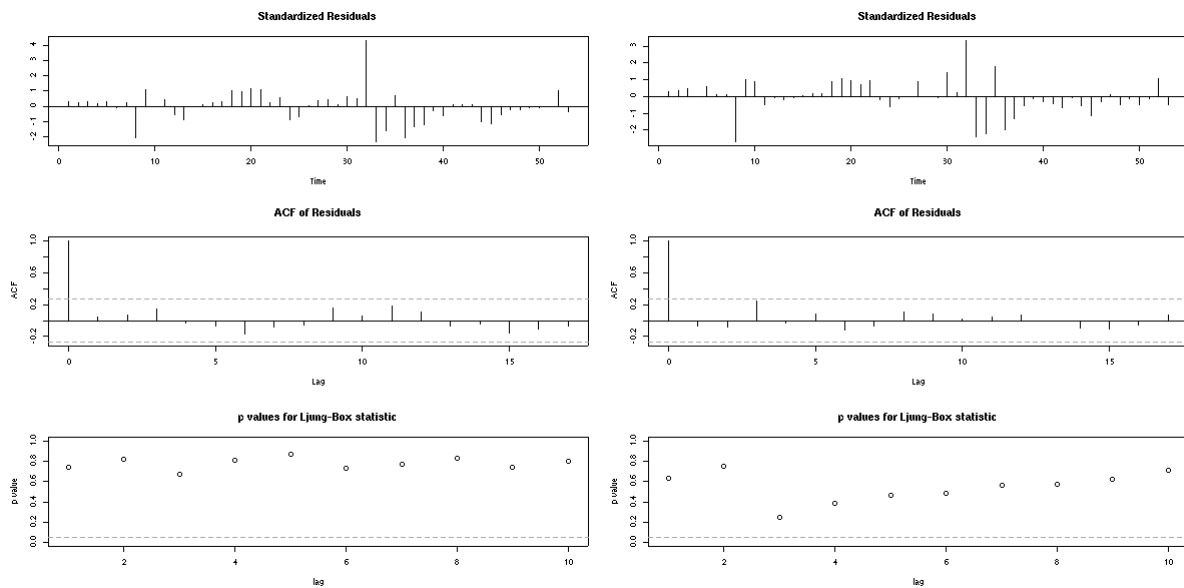 Standardized Residuals
4
3
2
1
0
-1
-2
0 10 20 30 40 50
Time
ACF of Residuals
ACF
1.0
0.6
0.2
-0.2
0 5 10 15
Lag
p values for Ljung-Box statistic
p value
1.0
0.8
0.6
0.4
0.2
0.0
2 4 6 8 10
lag
Standardized Residuals
3
2
1
0
-1
-2
0 10 20 30 40 50
Time
ACF of Residuals
ACF
1.0
0.6
0.2
-0.2
0 5 10 15
Lag
p values for Ljung-Box statistic
p value
1.0
0.8
0.6
0.4
0.2
0.0
2 4 6 8 10
lag